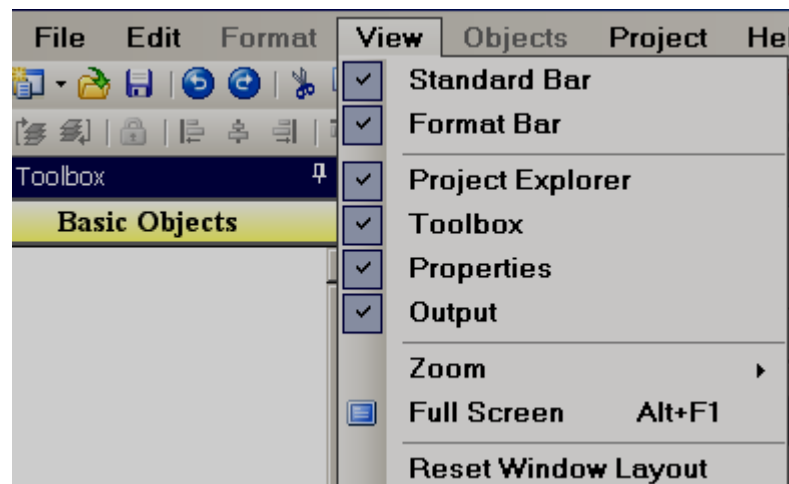 File Edit Format View Objects Project
Standard Bar
Format Bar
Toolbox
Project Explorer
Basic Objects
Toolbox
Properties
Output
Zoom
Full Screen Alt+F1
Reset Window Layout